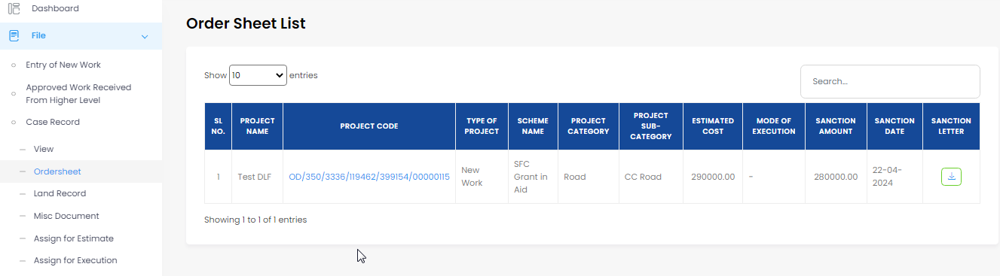 Dashboard
File
Entry of New Work
Approved Work Received
From Higher Level
Case Record
View
Ordersheet
Land Record
Misc Document
Assign for Estimate
Assign for Execution
Order Sheet List
Show 10 entries
Search...
SL
NO.
PROJECT
NAME
PROJECT CODE
TYPE OF
PROJECT
SCHEME
NAME
PROJECT
CATEGORY
PROJECT
SUB-
CATEGORY
ESTIMATED
COST
MODE OF
EXECUTION
SANCTION
AMOUNT
SANCTION
DATE
SANCTION
LETTER
1
Test DLF
OD/350/3336/119462/399154/00000115
New
Work
SFC
Grant in
Aid
Road
CC Road
290000.00
-
280000.00
22-04-
2024
Showing 1 to 1 of 1 entries